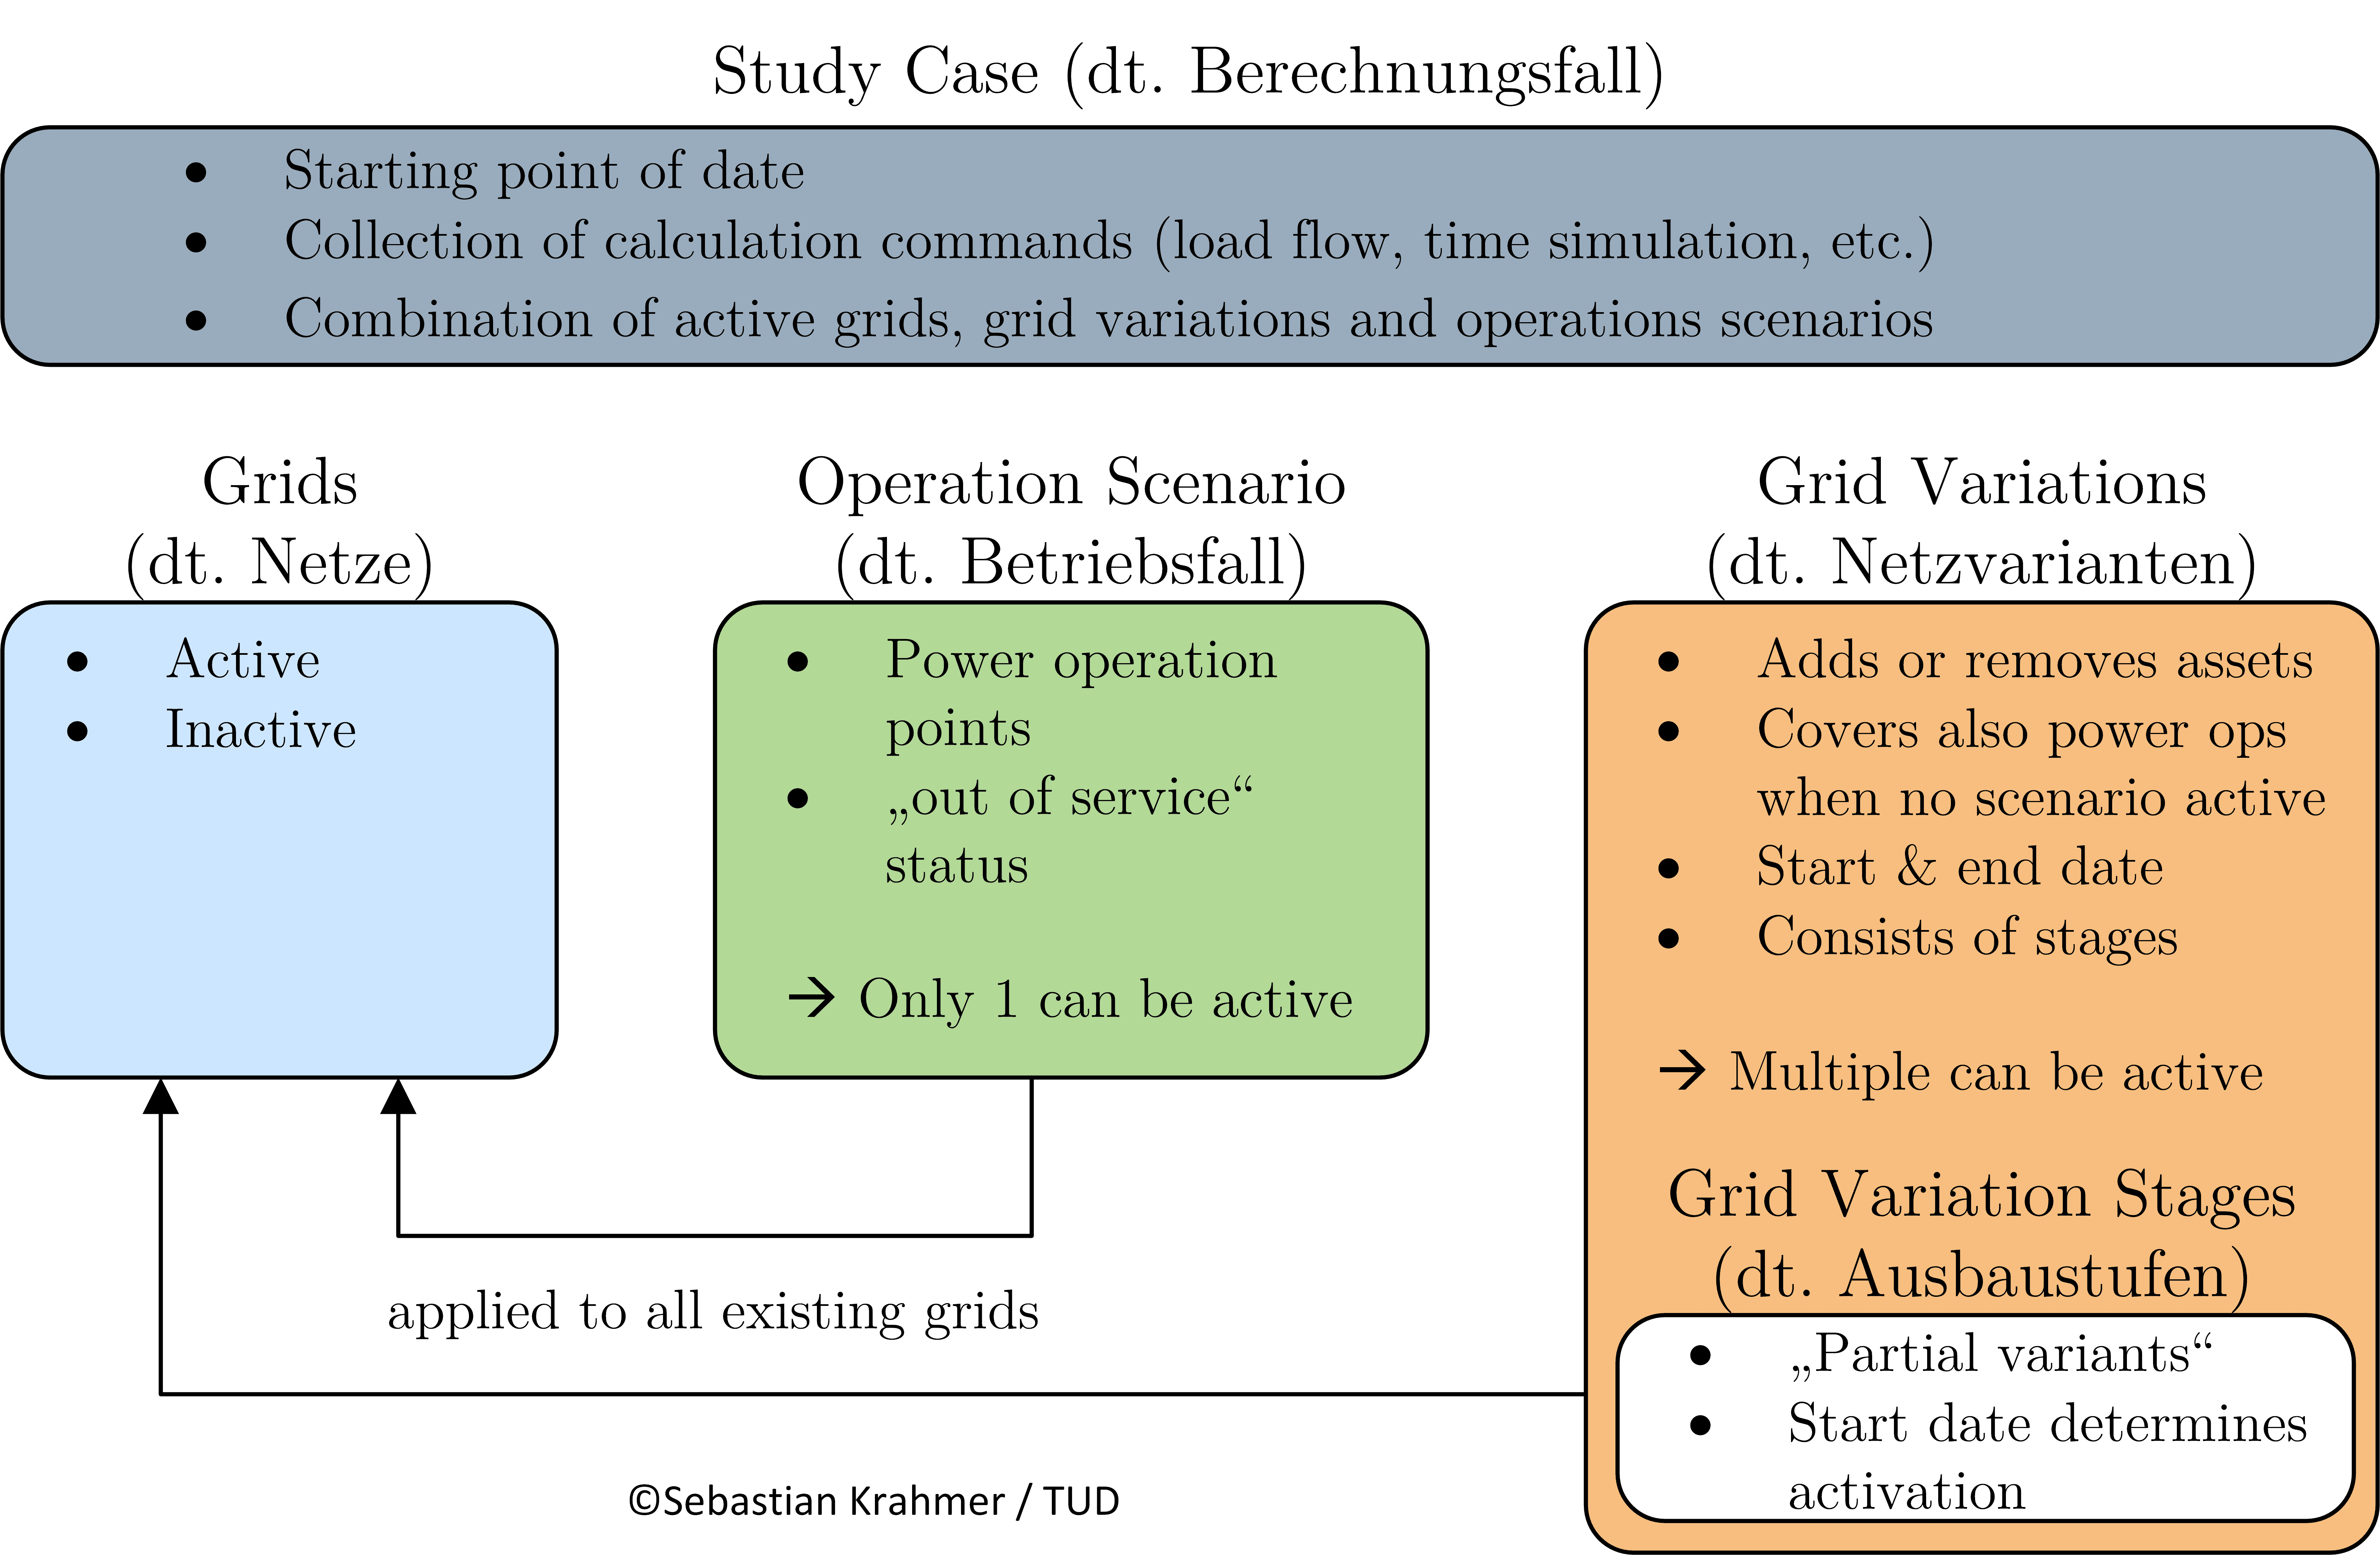 Study Case (dt. Berechnungsfall)
• Starting point of date
• Collection of calculation commands (load flow, time simulation, etc.)
• Combination of active grids, grid variations and operations scenarios
Grids
(dt. Netze)
• Active
• Inactive
Operation Scenario
(dt. Betriebsfall)
• Power operation
points
• „out of service“
status
→ Only 1 can be active
Grid Variations
(dt. Netzvarianten)
• Adds or removes assets
• Covers also power ops
when no scenario active
• Start & end date
• Consists of stages
→ Multiple can be active
Grid Variation Stages
(dt. Ausbaustufen)
• „Partial variants“
• Start date determines
activation
applied to all existing grids
©Sebastian Krahmer / TUD